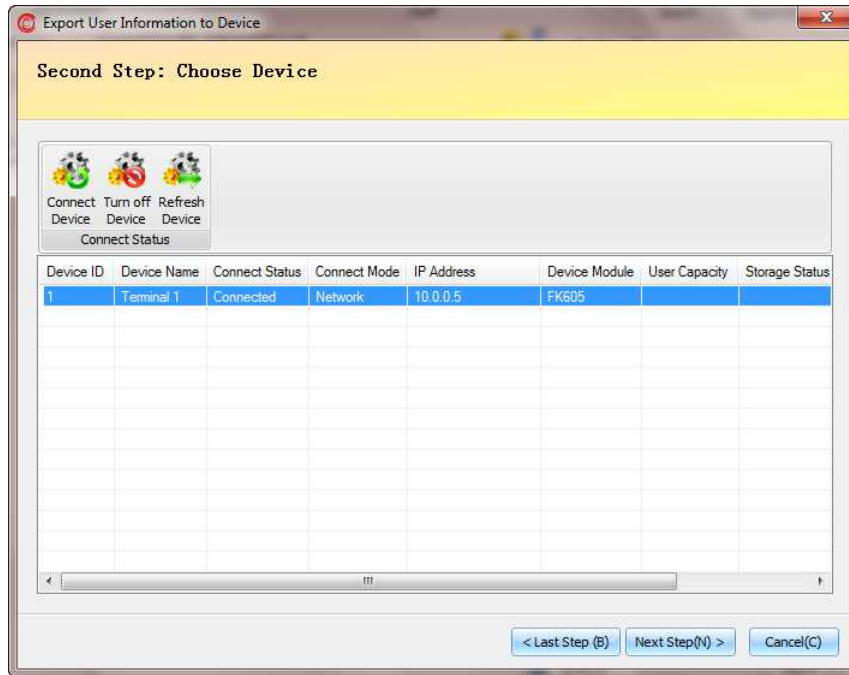 Export User Information to Device
Second Step: Choose Device
Connect Device
Turn off Device
Refresh Device
Connect Status
Device ID Device Name Connect Status Connect Mode IP Address Device Module User Capacity Storage Status
1 Terminal 1 Connected Network 10.0.0.5 FK605
< Last Step (B) Next Step(N) > Cancel(C)